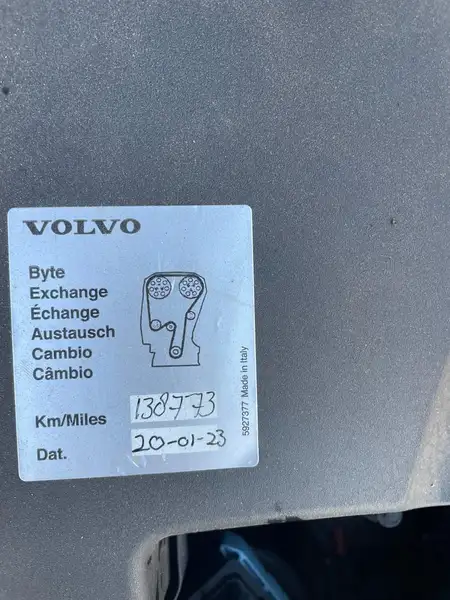 VOLVO
Byte
Exchange
Échange
Austausch
Cambio
Câmbio
Km/Miles 138773
Dat. 20-01-23
5927377 Made in Italy